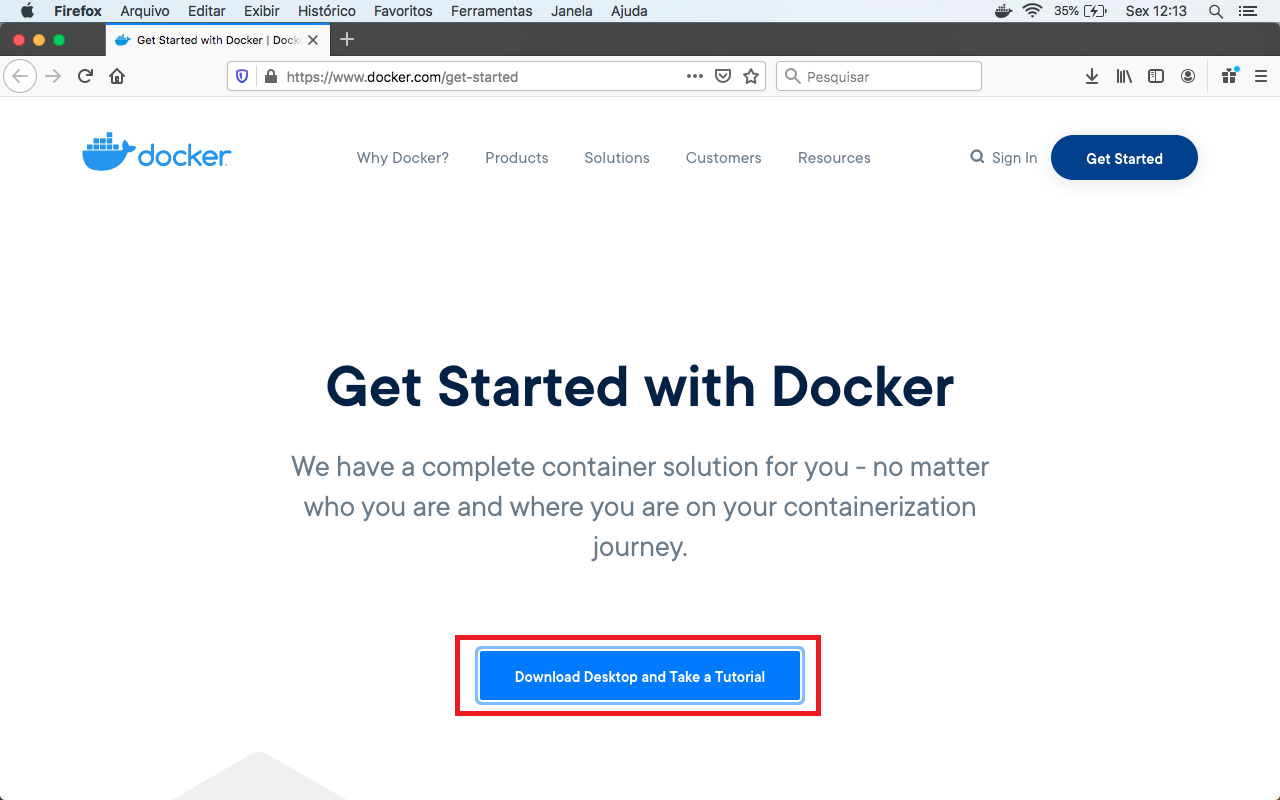 Firefox Arquivo Editar Exibir Histórico Favoritos Ferramentas Janela Ajuda 35% Sex 12:13
Get Started with Docker | Docke
https://www.docker.com/get-started Pesquisar
docker Why Docker? Products Solutions Customers Resources Sign In Get Started
Get Started with Docker
We have a complete container solution for you - no matter
who you are and where you are on your containerization
journey.
Download Desktop and Take a Tutorial